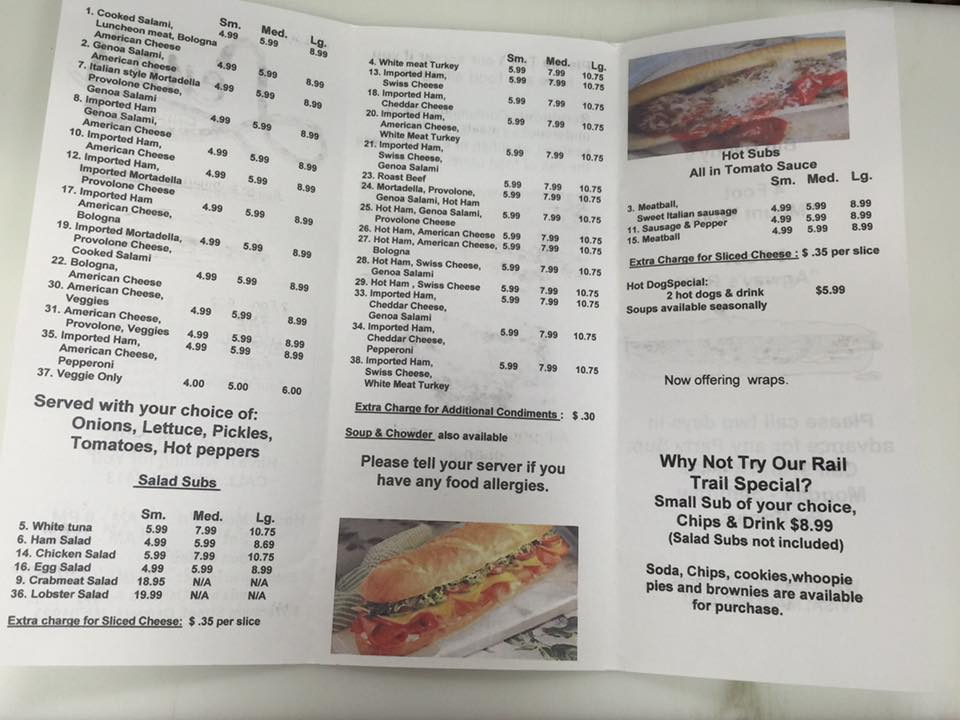 Sm. Med. Lg.
1. Cooked Salami, 4.99 5.99 8.99
Luncheon meat, Bologna
American Cheese
2. Genoa Salami, 4.99 5.99 8.99
American cheese
7. Italian style Mortadella 4.99 5.99 8.99
Provolone Cheese,
Genoa Salami
8. Imported Ham 4.99 5.99 8.99
Genoa Salami,
American Cheese
10. Imported Ham, 4.99 5.99 8.99
American Cheese
12. Imported Ham, 4.99 5.99 8.99
Imported Mortadella
Provolone Cheese
17. Imported Ham 4.99 5.99 8.99
American Cheese,
Bologna
19. Imported Mortadella, 4.99 5.99 8.99
Provolone Cheese,
Cooked Salami
22. Bologna, 4.99 5.99 8.99
American Cheese
30. American Cheese, 4.99 5.99 8.99
Veggies
31. American Cheese, 4.99 5.99 8.99
Provolone, Veggies
35. Imported Ham,
American Cheese,
Pepperoni
37. Veggie Only 4.00 5.00 6.00
Served with your choice of:
Onions, Lettuce, Pickles,
Tomatoes, Hot peppers
Salad Subs
Sm. Med. Lg.
5. White tuna 5.99 7.99 10.75
6. Ham Salad 4.99 5.99 8.69
14. Chicken Salad 5.99 7.99 10.75
16. Egg Salad 4.99 5.99 8.99
9. Crabmeat Salad 18.95 N/A N/A
36. Lobster Salad 19.99 N/A N/A
Extra charge for Sliced Cheese: $ .35 per slice
Sm. Med. Lg.
4. White meat Turkey 5.99 7.99 10.75
13. Imported Ham, 5.99 7.99 10.75
Swiss Cheese
18. Imported Ham, 5.99 7.99 10.75
Cheddar Cheese
20. Imported Ham, 5.99 7.99 10.75
American Cheese,
White Meat Turkey
21. Imported Ham, 5.99 7.99 10.75
Swiss Cheese,
Genoa Salami
23. Roast Beef 5.99 7.99 10.75
24. Mortadella, Provolone, 5.99 7.99 10.75
Genoa Salami, Hot Ham
25. Hot Ham, Genoa Salami, 5.99 7.99 10.75
Provolone Cheese
26. Hot Ham, American Cheese 5.99 7.99 10.75
27. Hot Ham, American Cheese, 5.99 7.99 10.75
Bologna
28. Hot Ham, Swiss Cheese, 5.99 7.99 10.75
Genoa Salami
29. Hot Ham , Swiss Cheese 5.99 7.99 10.75
33. Imported Ham, 5.99 7.99 10.75
Cheddar Cheese,
Genoa Salami
34. Imported Ham, 5.99 7.99 10.75
Cheddar Cheese,
Pepperoni
38. Imported Ham, 5.99 7.99 10.75
Swiss Cheese,
White Meat Turkey
Extra Charge for Additional Condiments : $ .30
Soup & Chowder also available
Please tell your server if you
have any food allergies.
Hot Subs
All in Tomato Sauce
Sm. Med. Lg.
3. Meatball, 4.99 5.99 8.99
Sweet Italian sausage
11. Sausage & Pepper 4.99 5.99 8.99
15. Meatball 4.99 5.99 8.99
Extra Charge for Sliced Cheese : $ .35 per slice
Hot DogSpecial:
2 hot dogs & drink $5.99
Soups available seasonally
Now offering wraps.
Why Not Try Our Rail
Trail Special?
Small Sub of your choice,
Chips & Drink $8.99
(Salad Subs not included)
Soda, Chips, cookies,whoopie
pies and brownies are available
for purchase.